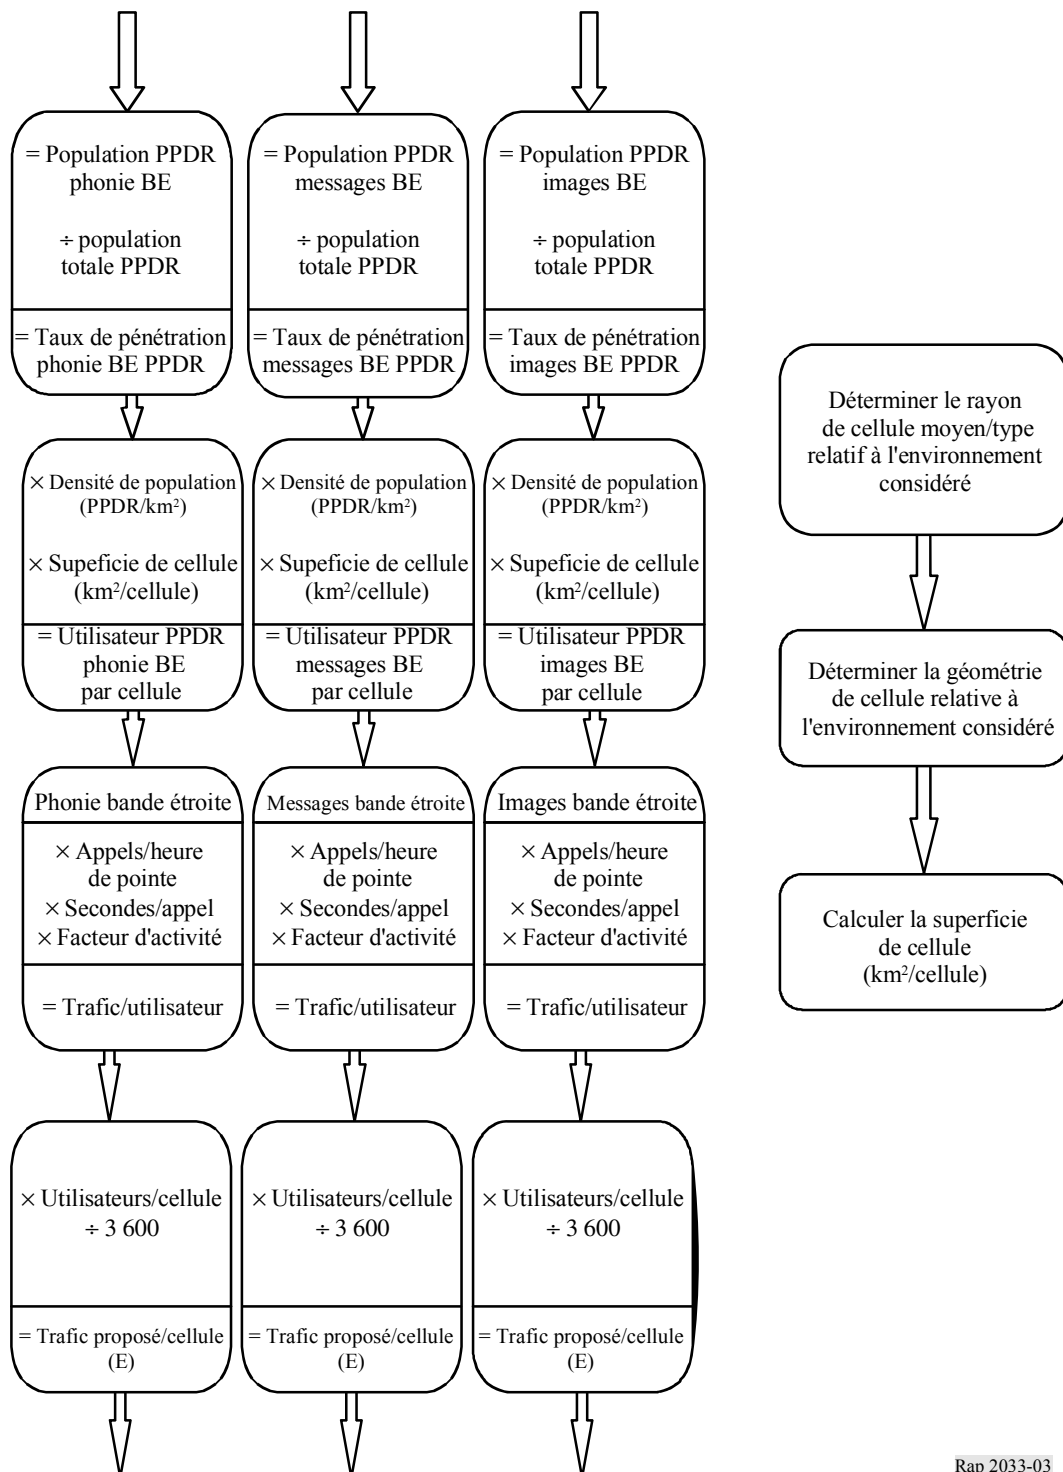 = Population PPDR
phonie BE
÷ population
totale PPDR
= Taux de pénétration
phonie BE PPDR
= Population PPDR
messages BE
÷ population
totale PPDR
= Taux de pénétration
messages BE PPDR
= Population PPDR
images BE
÷ population
totale PPDR
= Taux de pénétration
images BE PPDR
× Densité de population
(PPDR/km²)
× Supeficie de cellule
(km²/cellule)
= Utilisateur PPDR
phonie BE
par cellule
× Densité de population
(PPDR/km²)
× Supeficie de cellule
(km²/cellule)
= Utilisateur PPDR
messages BE
par cellule
× Densité de population
(PPDR/km²)
× Supeficie de cellule
(km²/cellule)
= Utilisateur PPDR
images BE
par cellule
Phonie bande étroite
× Appels/heure
de pointe
× Secondes/appel
× Facteur d'activité
= Trafic/utilisateur
Messages bande étroite
× Appels/heure
de pointe
× Secondes/appel
× Facteur d'activité
= Trafic/utilisateur
Images bande étroite
× Appels/heure
de pointe
× Secondes/appel
× Facteur d'activité
= Trafic/utilisateur
× Utilisateurs/cellule
÷ 3 600
= Trafic proposé/cellule
(E)
× Utilisateurs/cellule
÷ 3 600
= Trafic proposé/cellule
(E)
× Utilisateurs/cellule
÷ 3 600
= Trafic proposé/cellule
(E)
Déterminer le rayon
de cellule moyen/type
relatif à l'environnement
considéré
Déterminer la géométrie
de cellule relative à
l'environnement considéré
Calculer la superficie
de cellule
(km²/cellule)
Rap 2033-03